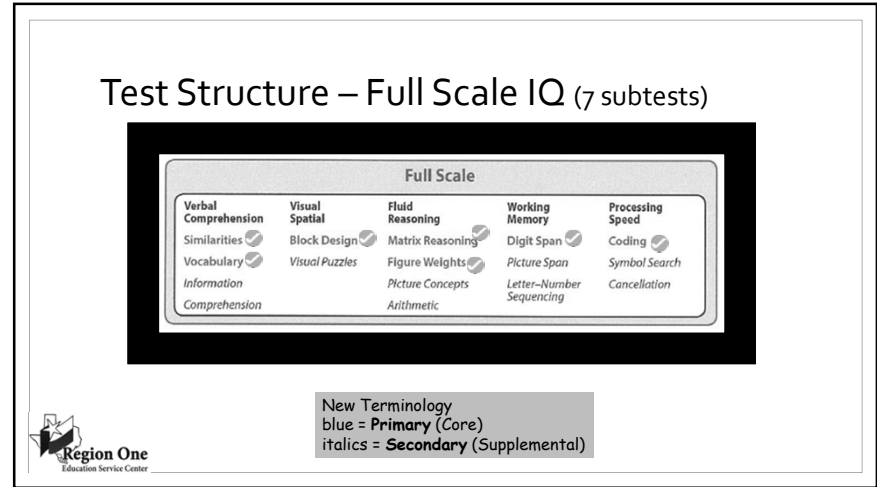 Test Structure – Full Scale IQ (7 subtests)
Full Scale
Verbal Comprehension
Similarities
Vocabulary
Information
Comprehension
Visual Spatial
Block Design
Visual Puzzles
Fluid Reasoning
Matrix Reasoning
Figure Weights
Picture Concepts
Arithmetic
Working Memory
Digit Span
Picture Span
Letter–Number Sequencing
Processing Speed
Coding
Symbol Search
Cancellation
New Terminology
blue = Primary (Core)
italics = Secondary (Supplemental)
Region One
Education Service Center